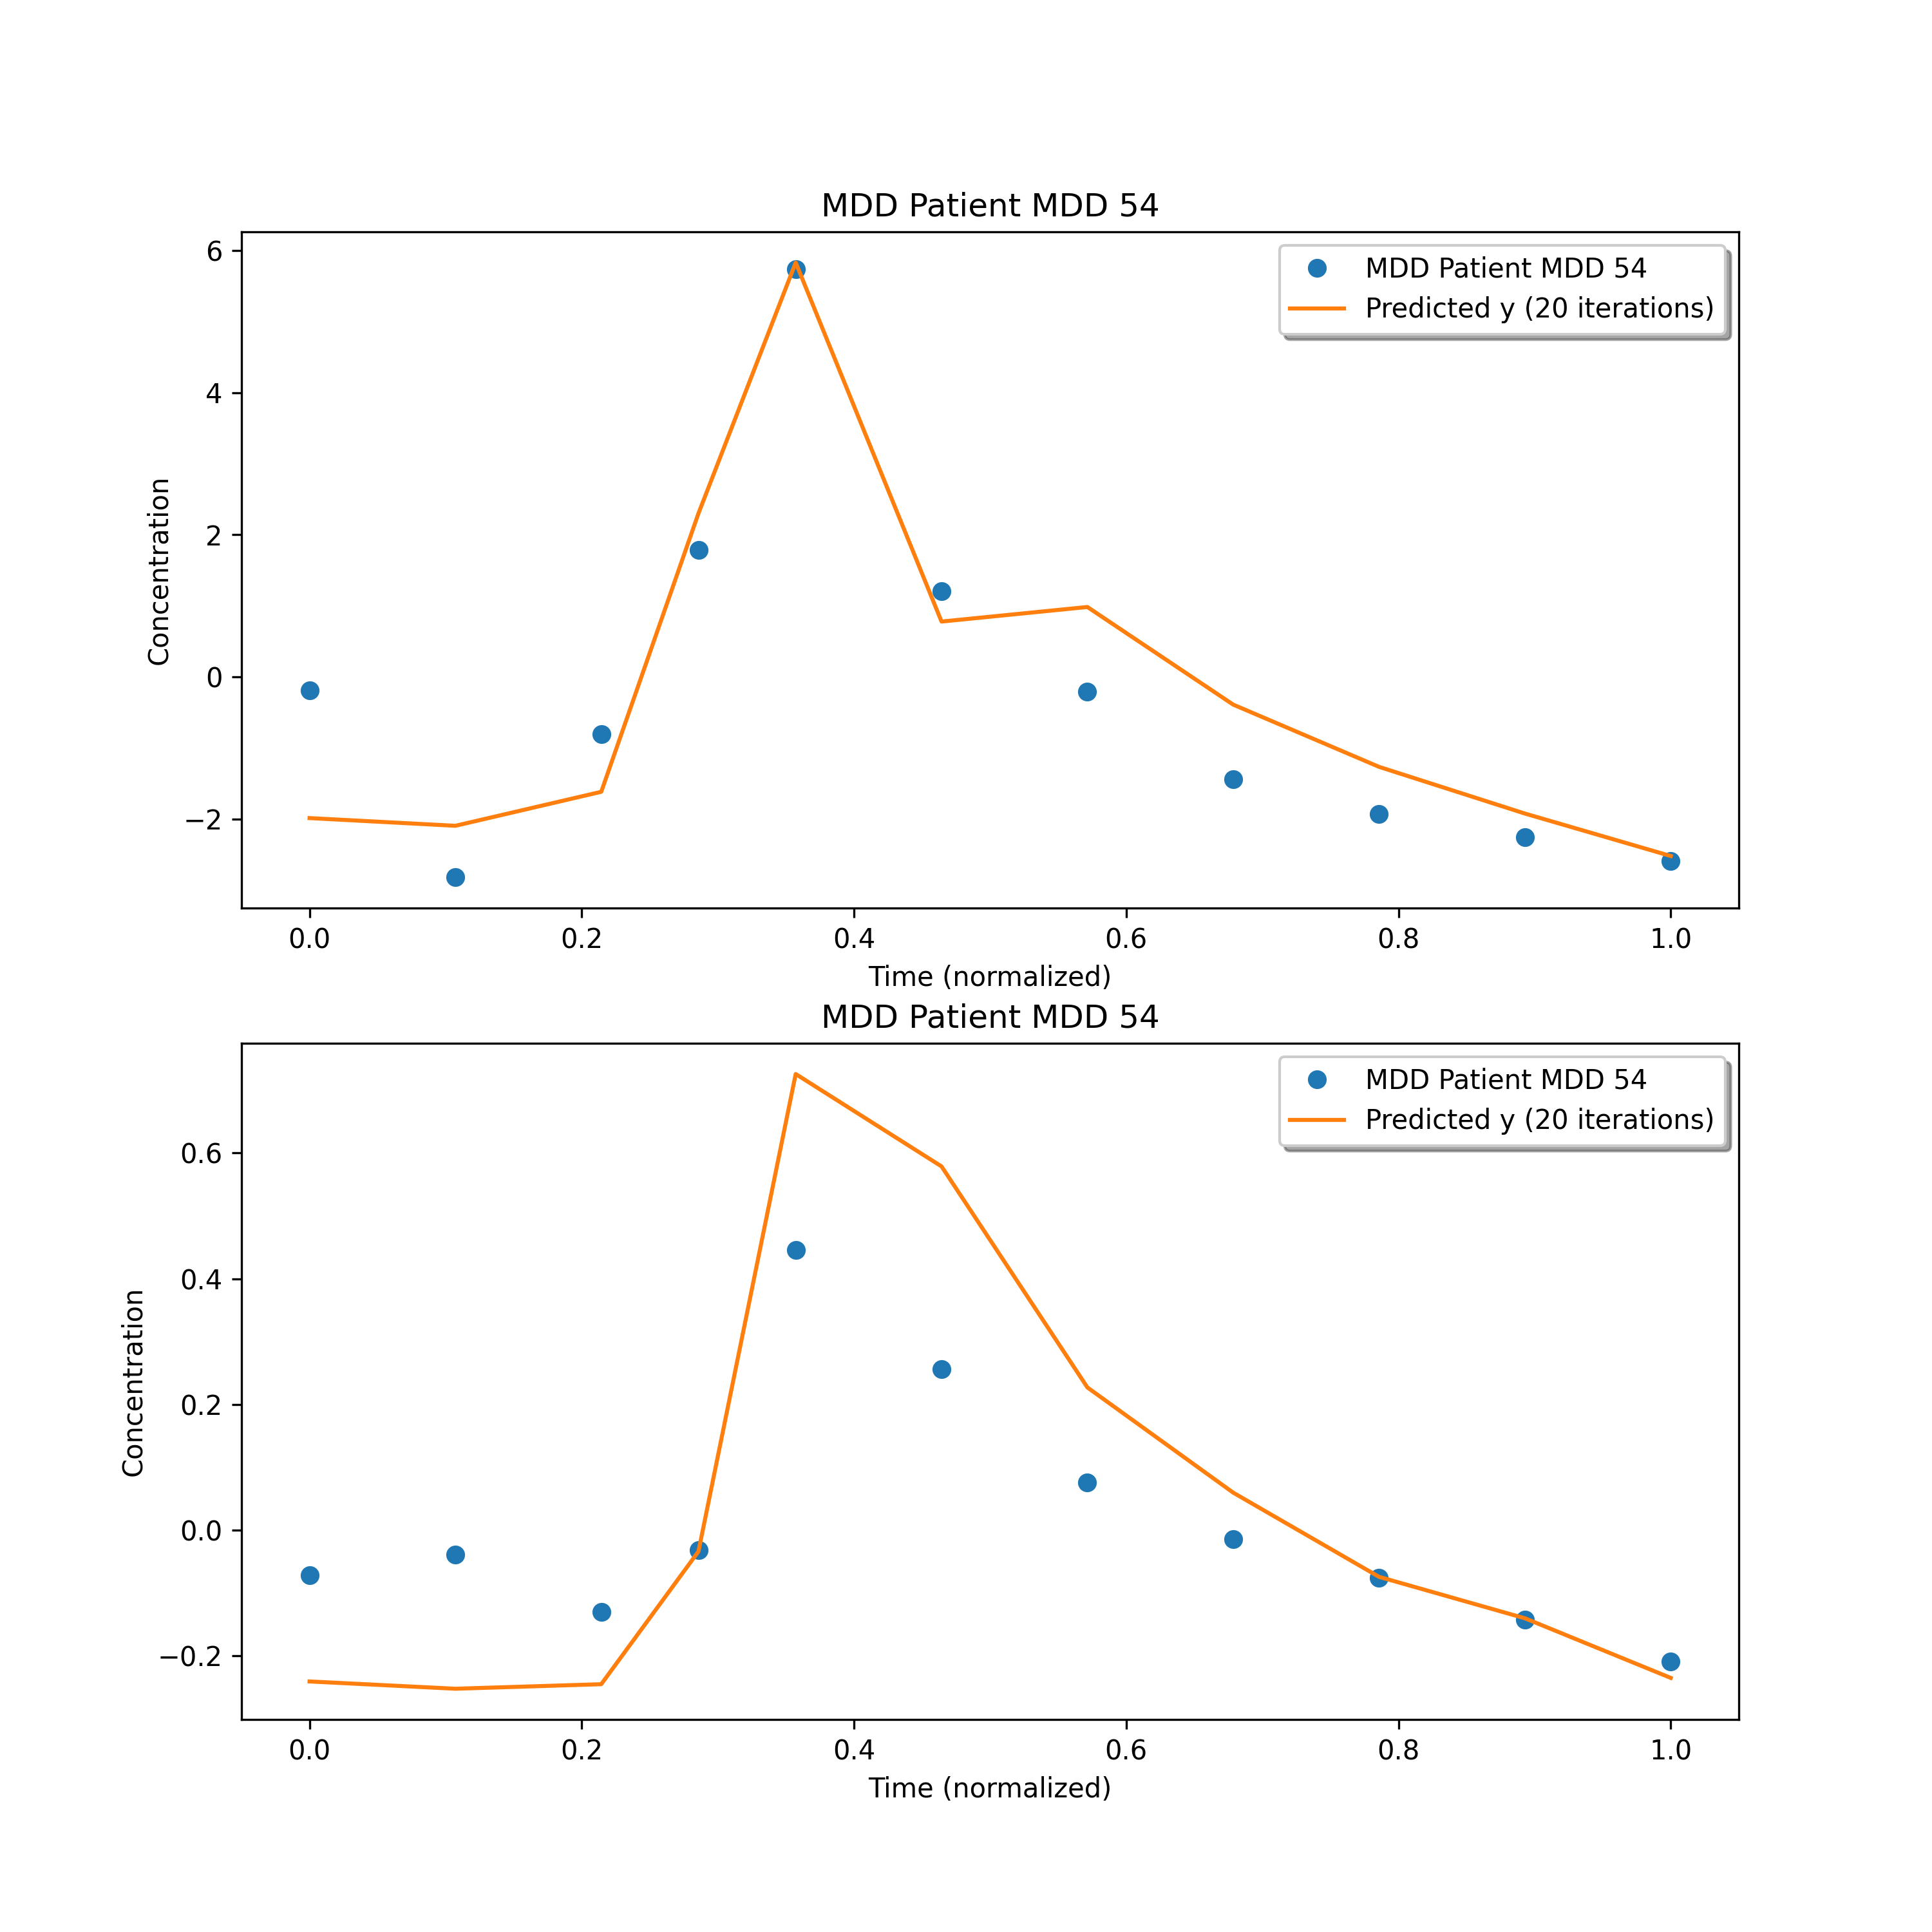 MDD Patient MDD 54
MDD Patient MDD 54
Predicted y (20 iterations)
Concentration
6
4
2
0
−2
0.0 0.2 0.4 0.6 0.8 1.0
Time (normalized)
MDD Patient MDD 54
MDD Patient MDD 54
Predicted y (20 iterations)
Concentration
0.6
0.4
0.2
0.0
−0.2
0.0 0.2 0.4 0.6 0.8 1.0
Time (normalized)